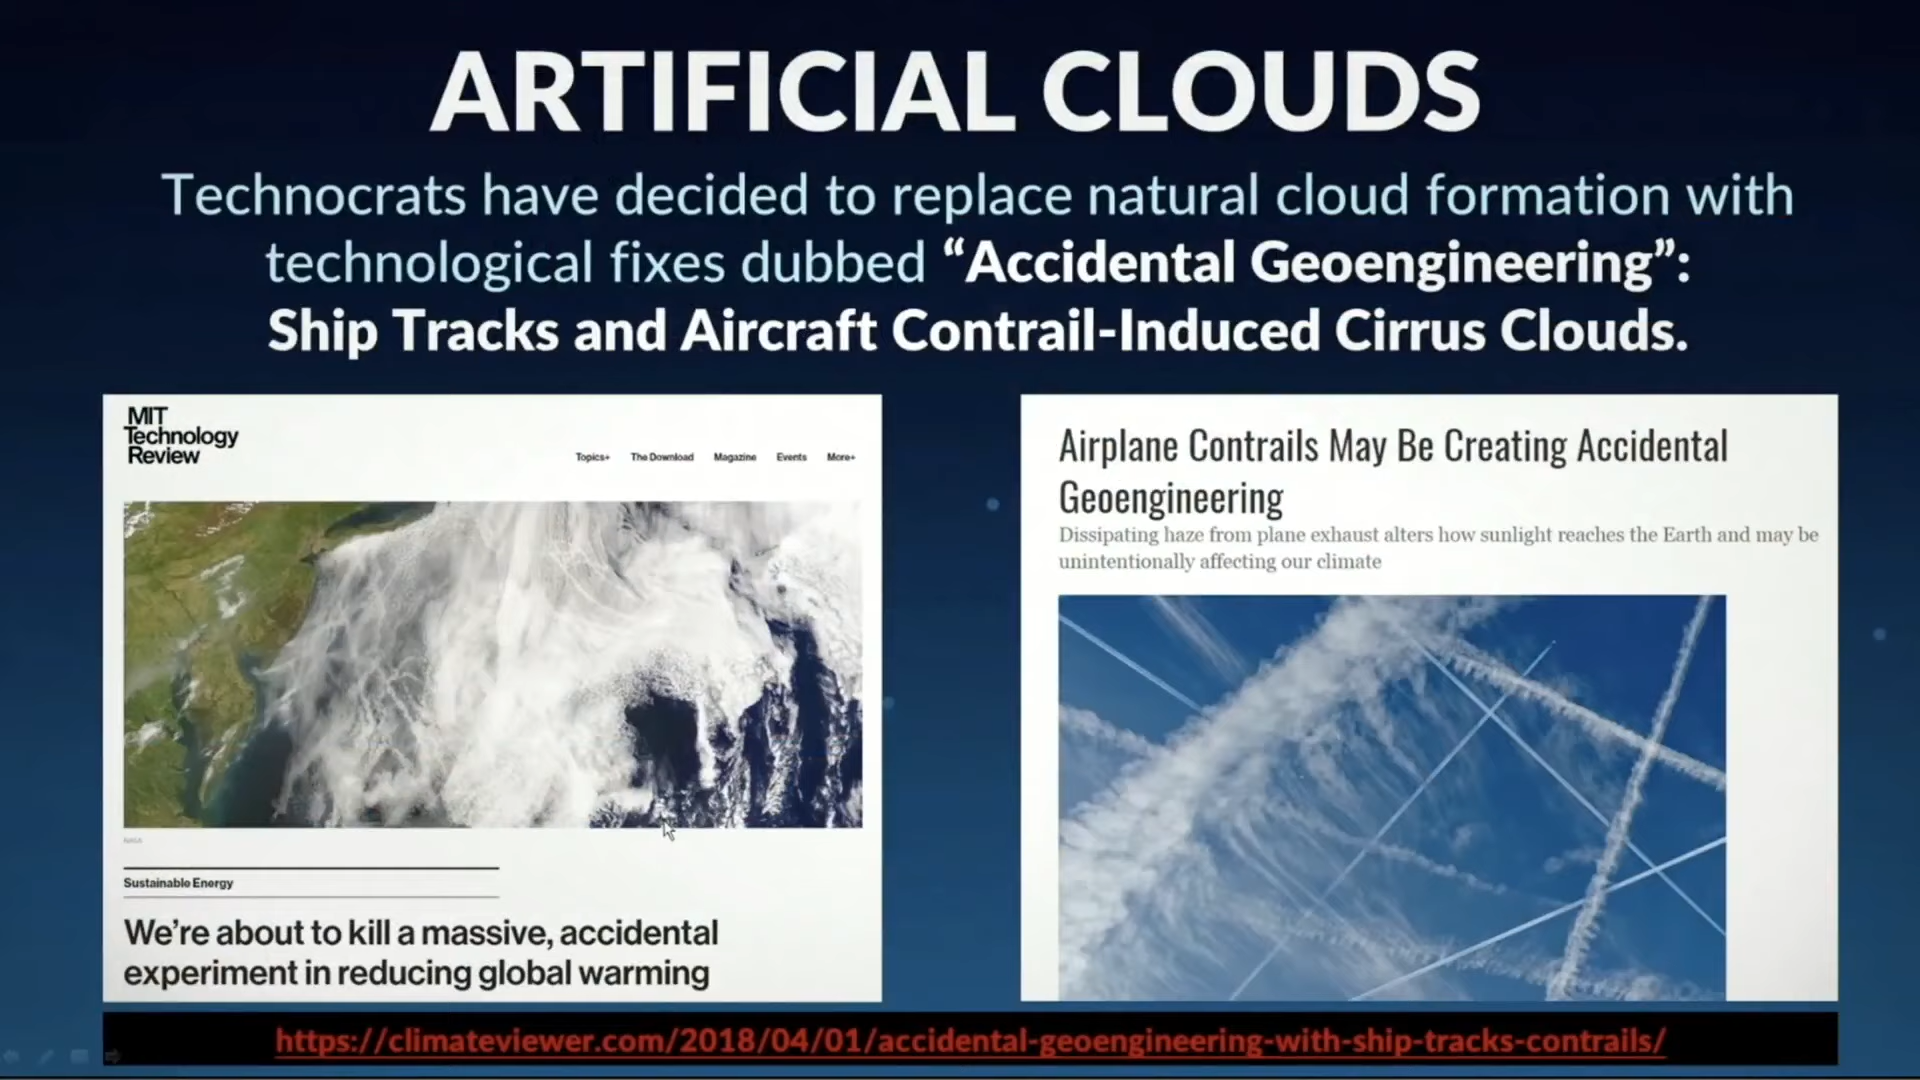 ARTIFICIAL CLOUDS
Technocrats have decided to replace natural cloud formation with
technological fixes dubbed “Accidental Geoengineering”:
Ship Tracks and Aircraft Contrail-Induced Cirrus Clouds.
MIT
Technology
Review
Topics+ The Download Magazine Events More+
NASA
Sustainable Energy
We’re about to kill a massive, accidental
experiment in reducing global warming
Airplane Contrails May Be Creating Accidental
Geoengineering
Dissipating haze from plane exhaust alters how sunlight reaches the Earth and may be
unintentionally affecting our climate
https://climateviewer.com/2018/04/01/accidental-geoengineering-with-ship-tracks-contrails/